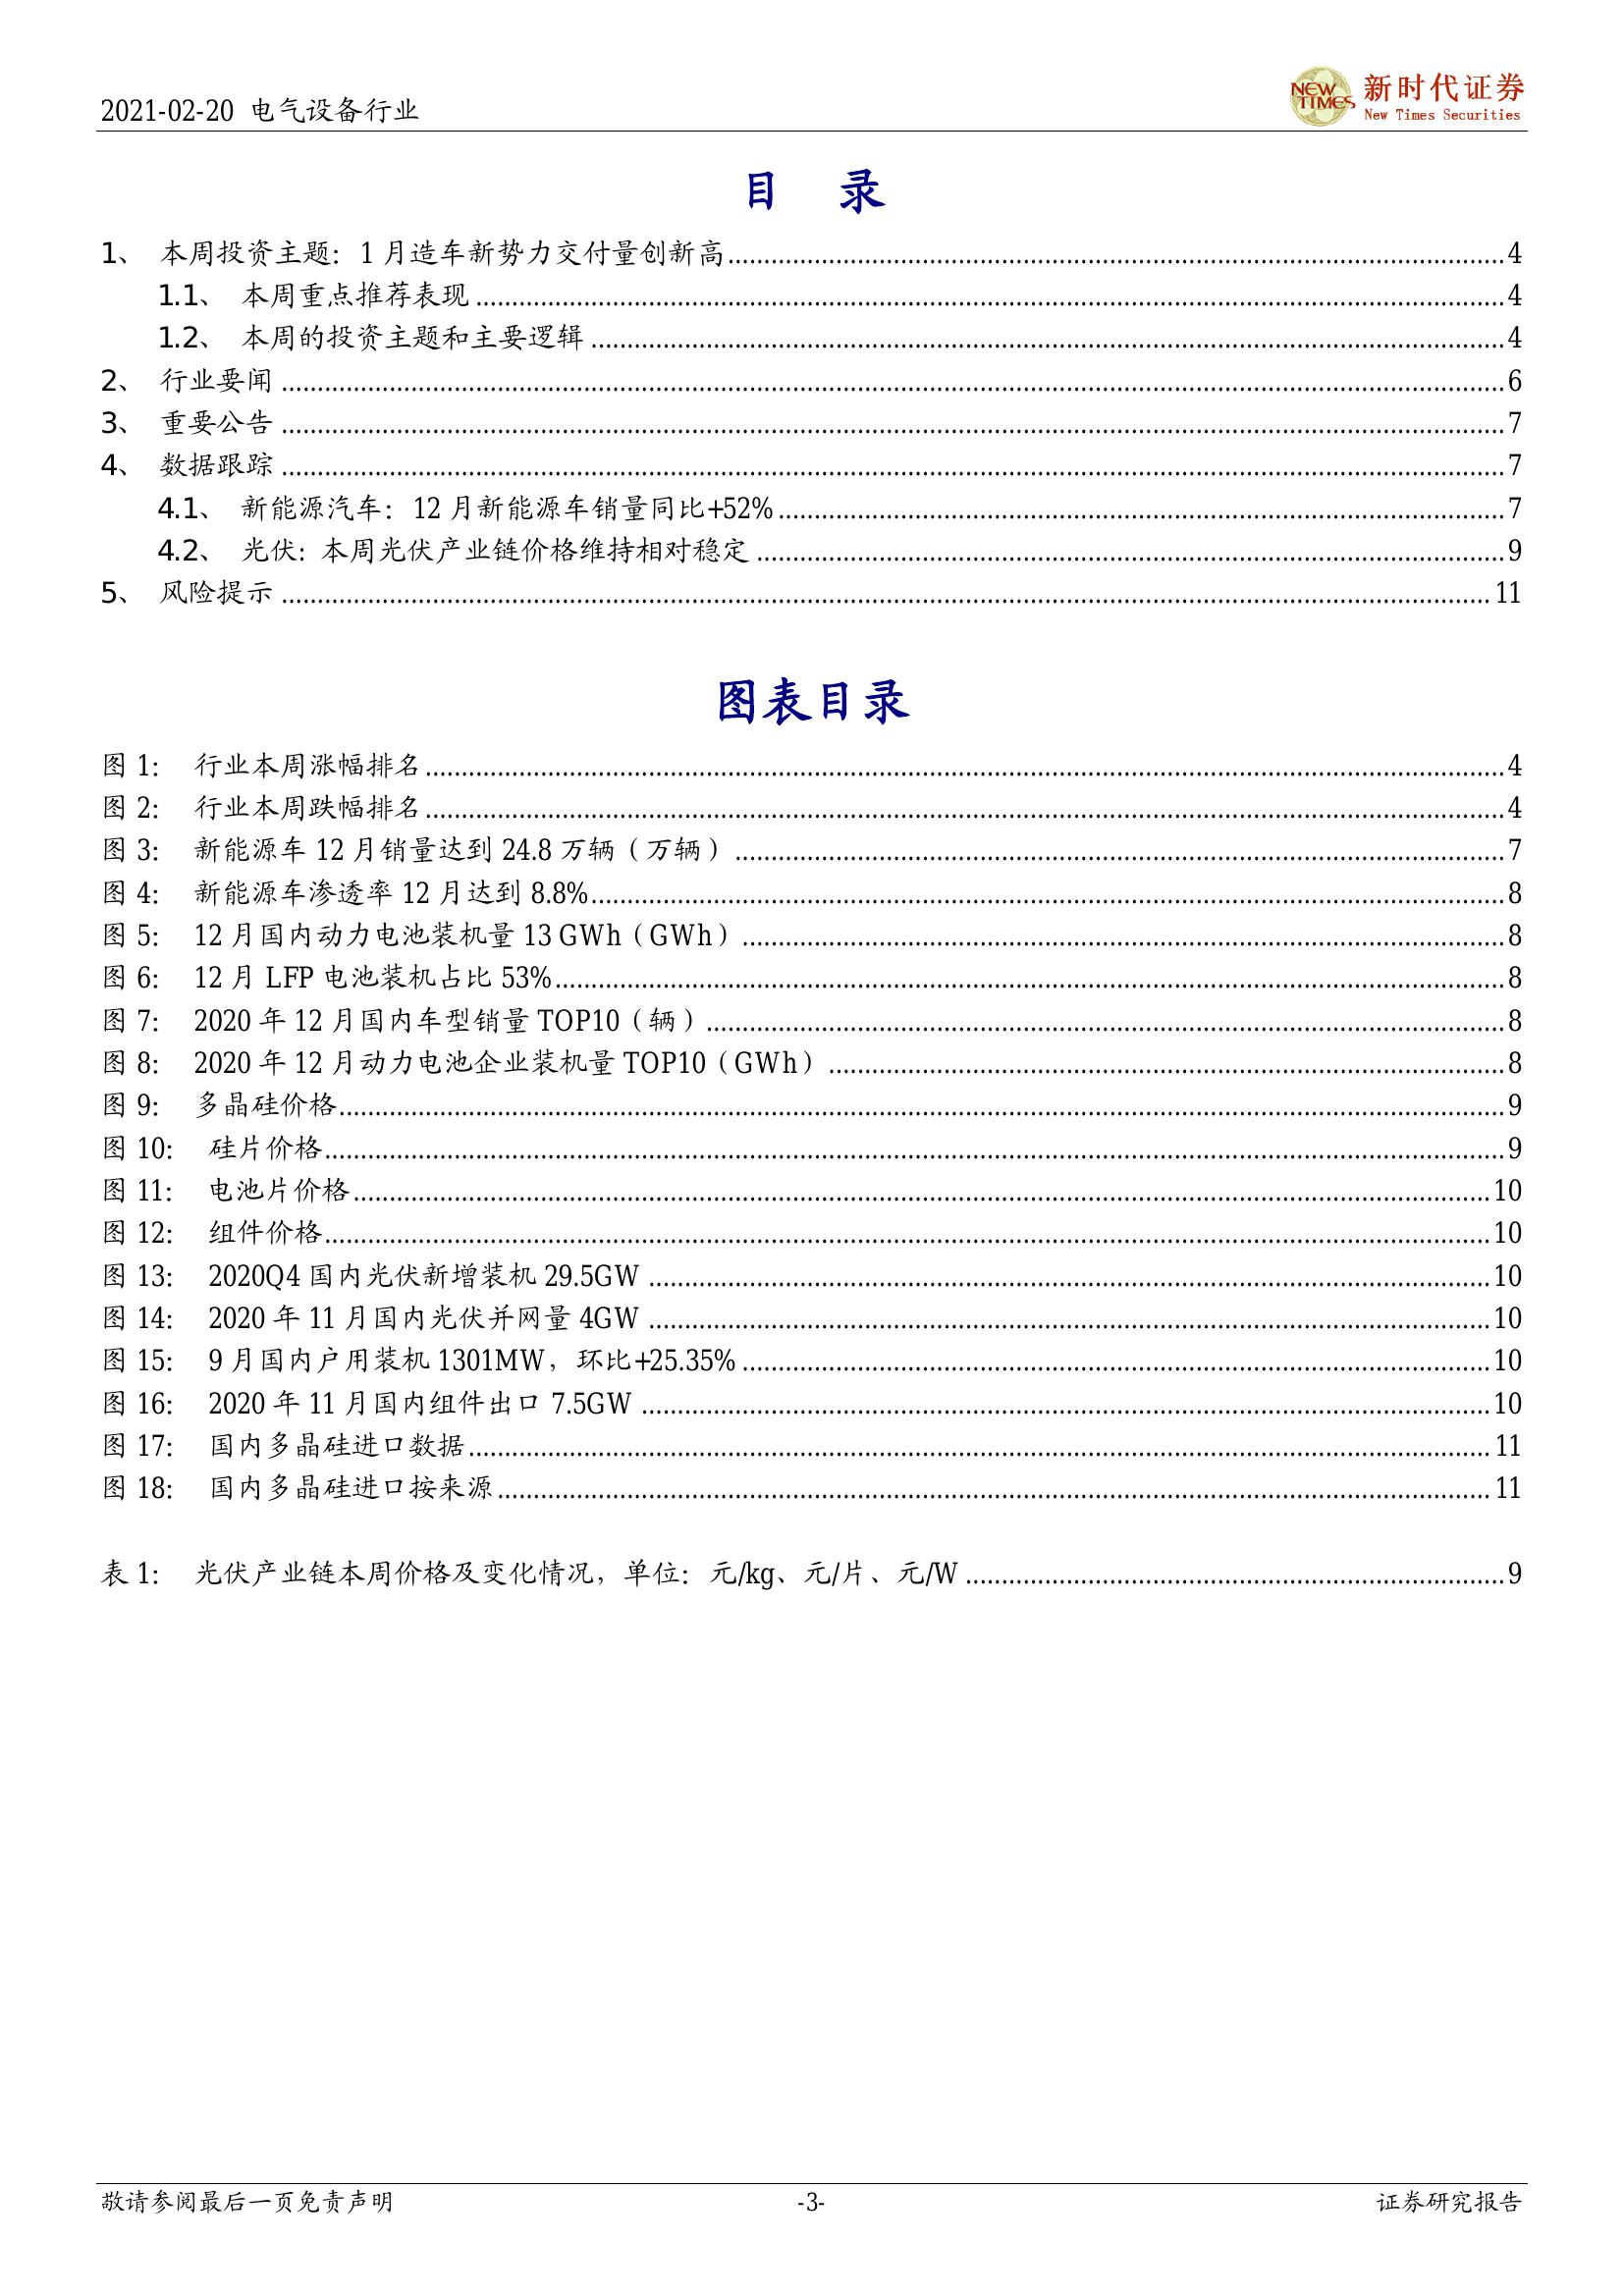 2021-02-20 电气设备行业
NEW TIMES 新时代证券
New Times Securities
目 录
1、 本周投资主题：1 月造车新势力交付量创新高 4
1.1、 本周重点推荐表现 4
1.2、 本周的投资主题和主要逻辑 4
2、 行业要闻 6
3、 重要公告 7
4、 数据跟踪 7
4.1、 新能源汽车：12 月新能源车销量同比+52% 7
4.2、 光伏：本周光伏产业链价格维持相对稳定 9
5、 风险提示 11
图表目录
图 1： 行业本周涨幅排名 4
图 2： 行业本周跌幅排名 4
图 3： 新能源车 12 月销量达到 24.8 万辆（万辆） 7
图 4： 新能源车渗透率 12 月达到 8.8% 8
图 5： 12 月国内动力电池装机量 13 GWh（GWh） 8
图 6： 12 月 LFP 电池装机占比 53% 8
图 7： 2020 年 12 月国内车型销量 TOP10（辆） 8
图 8： 2020 年 12 月动力电池企业装机量 TOP10（GWh） 8
图 9： 多晶硅价格 9
图 10： 硅片价格 9
图 11： 电池片价格 10
图 12： 组件价格 10
图 13： 2020Q4 国内光伏新增装机 29.5GW 10
图 14： 2020 年 11 月国内光伏并网量 4GW 10
图 15： 9 月国内户用装机 1301MW，环比+25.35% 10
图 16： 2020 年 11 月国内组件出口 7.5GW 10
图 17： 国内多晶硅进口数据 11
图 18： 国内多晶硅进口按来源 11
表 1： 光伏产业链本周价格及变化情况，单位：元/kg、元/片、元/W 9
敬请参阅最后一页免责声明 -3- 证券研究报告